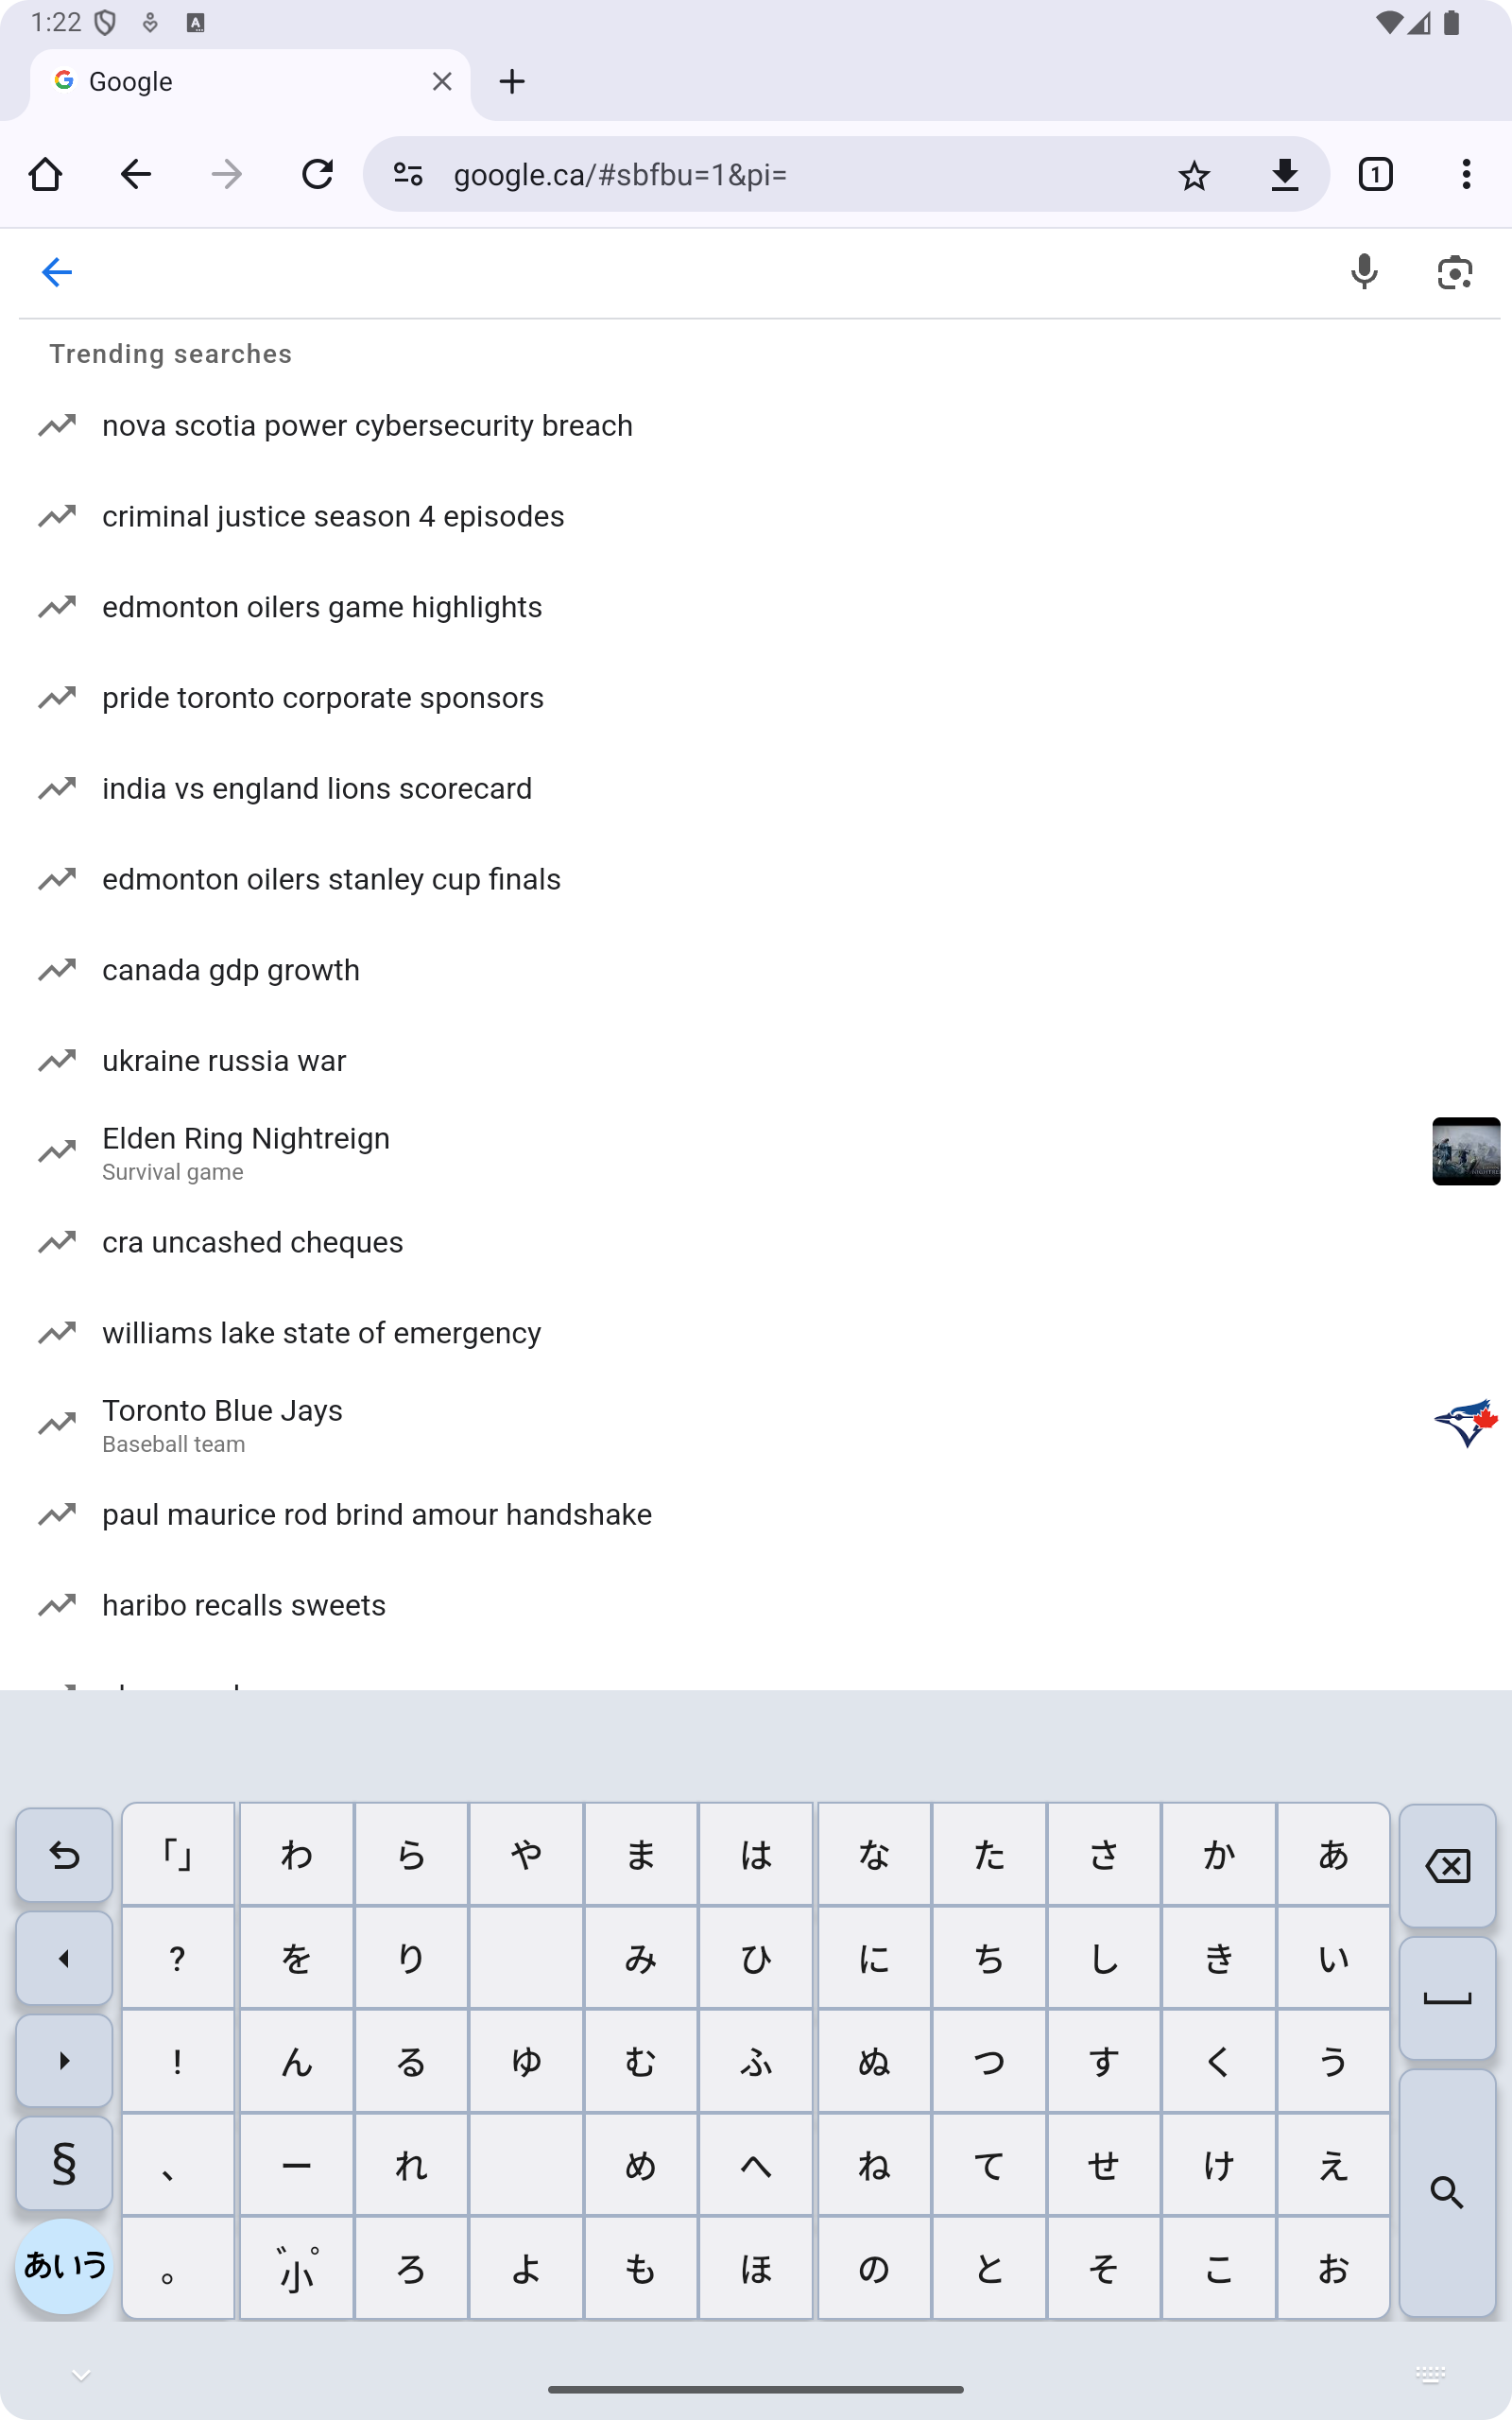 1:22
Google
google.ca/#sbfbu=1&pi=
1
Trending searches
nova scotia power cybersecurity breach
criminal justice season 4 episodes
edmonton oilers game highlights
pride toronto corporate sponsors
india vs england lions scorecard
edmonton oilers stanley cup finals
canada gdp growth
ukraine russia war
Elden Ring Nightreign
Survival game
cra uncashed cheques
williams lake state of emergency
Toronto Blue Jays
Baseball team
paul maurice rod brind amour handshake
haribo recalls sweets
「」 わ ら や ま は な た さ か あ
? を り み ひ に ち し き い
! ん る ゆ む ふ ぬ つ す く う
§ 、 ー れ め へ ね て せ け え
あいう 。 ゛゜小 ろ よ も ほ の と そ こ お